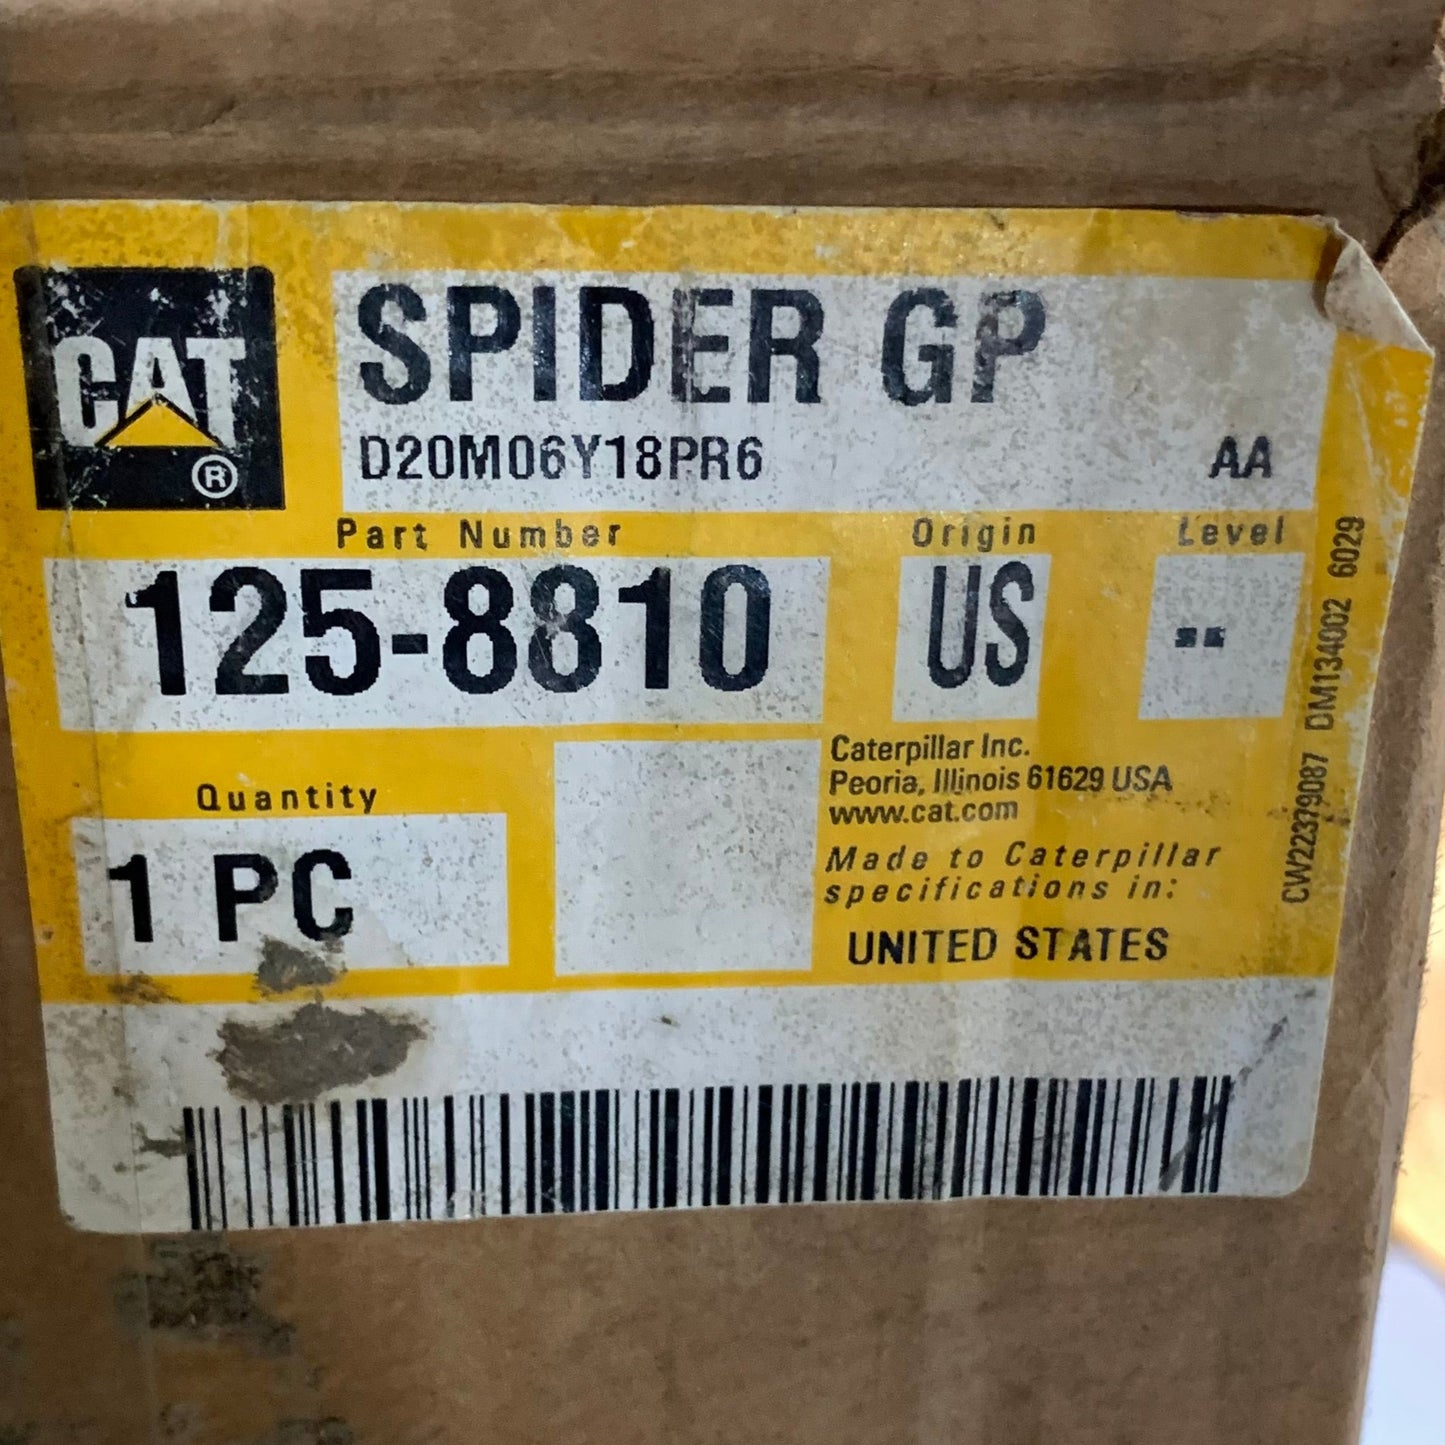 CAT
®
SPIDER GP
D20M06Y18PR6 AA
Part Number Origin Level
125-8810 US --
Quantity
1 PC
Caterpillar Inc.
Peoria, Illinois 61629 USA
www.cat.com
Made to Caterpillar
specifications in:
UNITED STATES
CW22379087 DM134002 6029